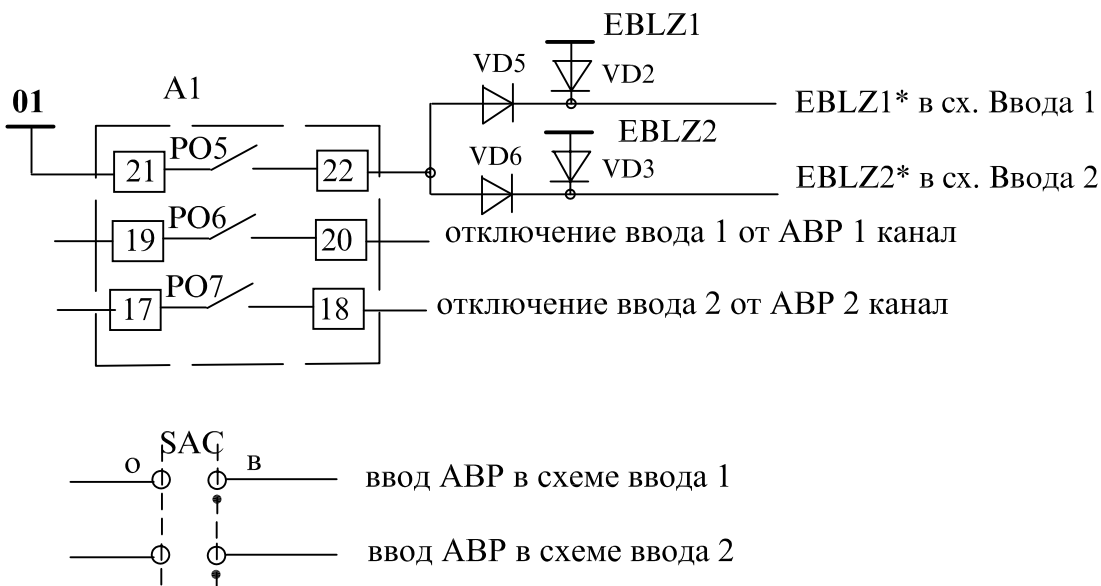 EBLZ1
VD5
VD2
01
A1
EBLZ1* в сх. Ввода 1
EBLZ2
PO5
21
22
VD6
VD3
EBLZ2* в сх. Ввода 2
PO6
19
20
отключение ввода 1 от АВР 1 канал
PO7
17
18
отключение ввода 2 от АВР 2 канал
SAC
о
в
ввод АВР в схеме ввода 1
ввод АВР в схеме ввода 2